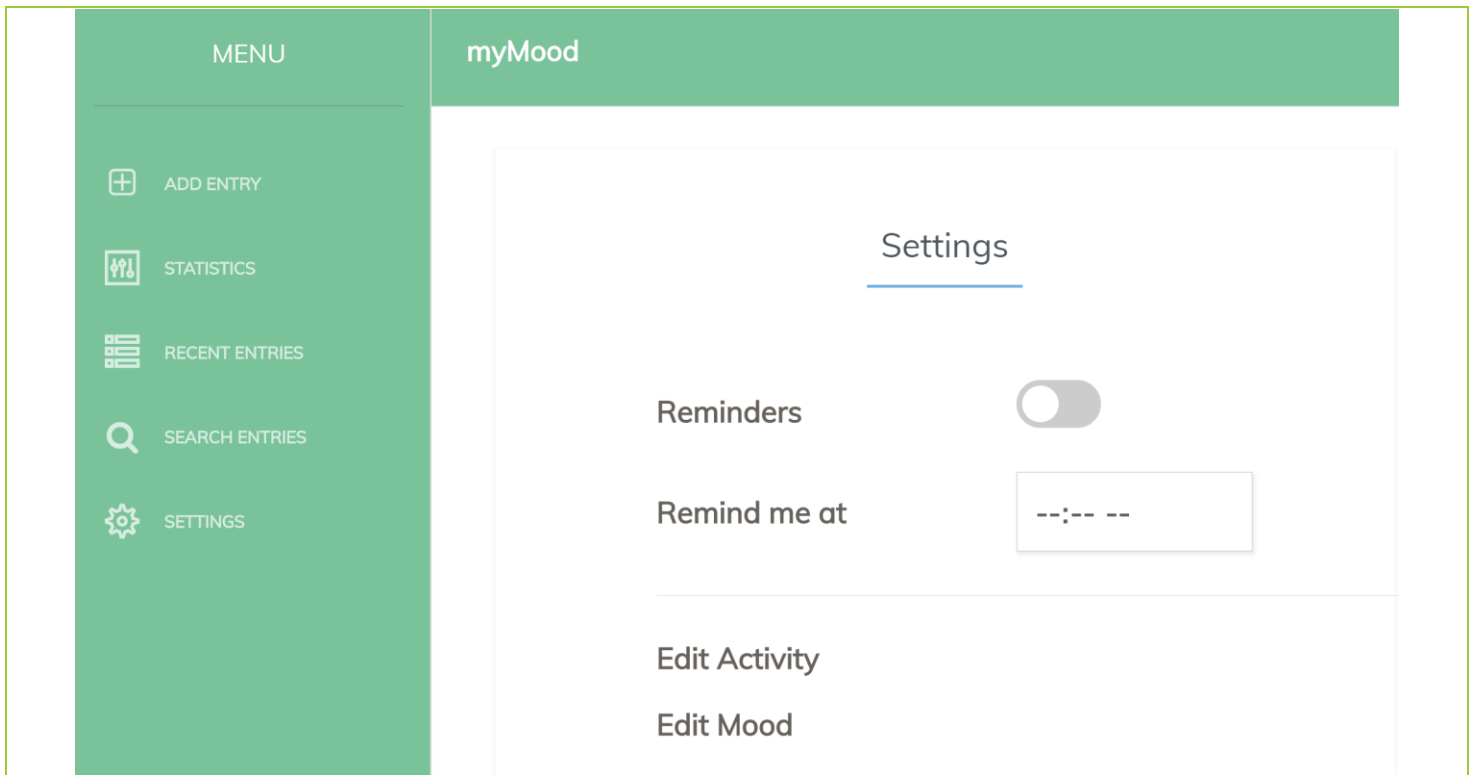 MENU
myMood
ADD ENTRY
STATISTICS
RECENT ENTRIES
SEARCH ENTRIES
SETTINGS
Settings
Reminders
Remind me at
--:-- --
Edit Activity
Edit Mood